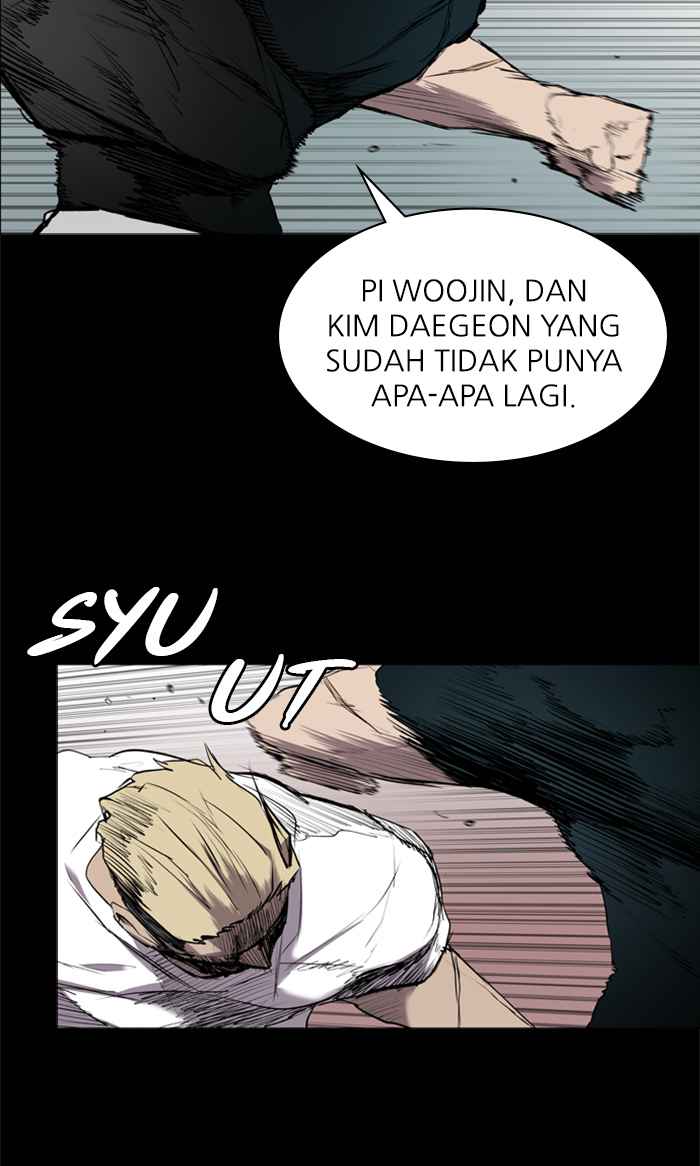 PI WOOJIN, DAN
KIM DAEGEON YANG
SUDAH TIDAK PUNYA
APA-APA LAGI.
SYU
UT